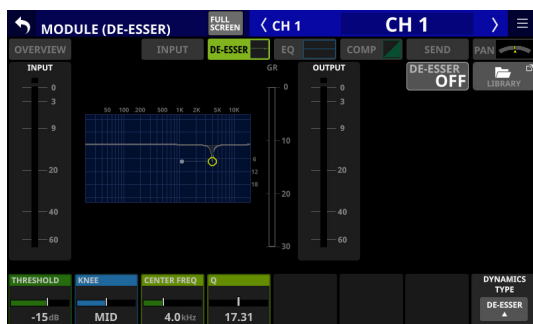 MODULE (DE-ESSER)
FULL
SCREEN
CH 1
CH 1
OVERVIEW
INPUT
DE-ESSER
EQ
COMP
SEND
PAN
INPUT
GR
OUTPUT
DE-ESSER
OFF
LIBRARY
0
3
9
20
40
60
50 100 200 500 1K 2K 5K 10K
6
12
18
0
10
20
30
0
3
9
20
40
60
THRESHOLD
KNEE
CENTER FREQ
Q
DYNAMICS
TYPE
-15dB
MID
4.0kHz
17.31
DE-ESSER